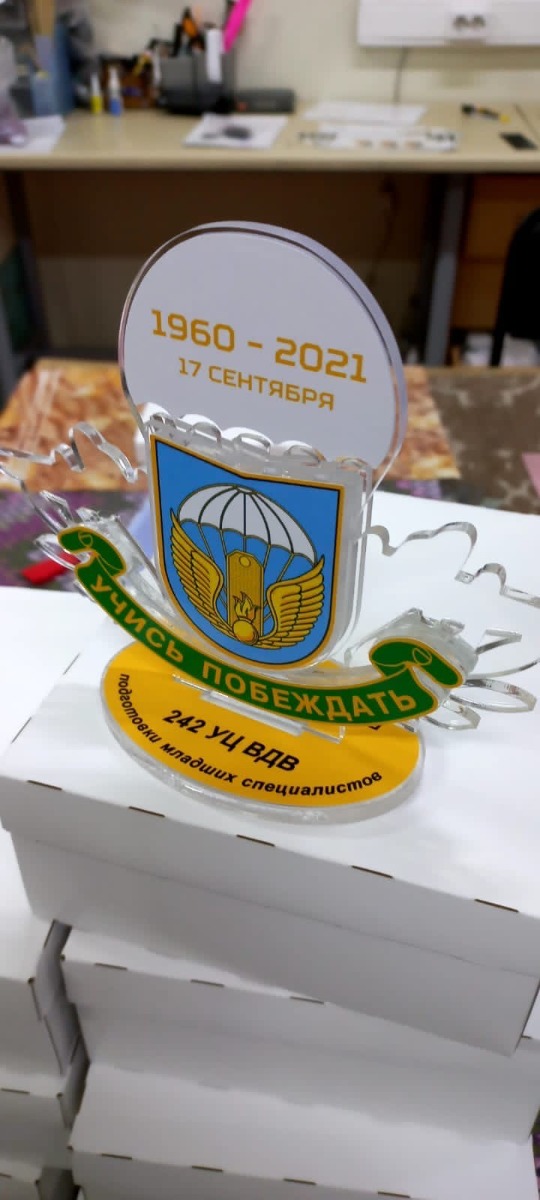 1960 - 2021
17 СЕНТЯБРЯ
УЧИСЬ ПОБЕЖДАТЬ
242 УЦ ВДВ
подготовки младших специалистов